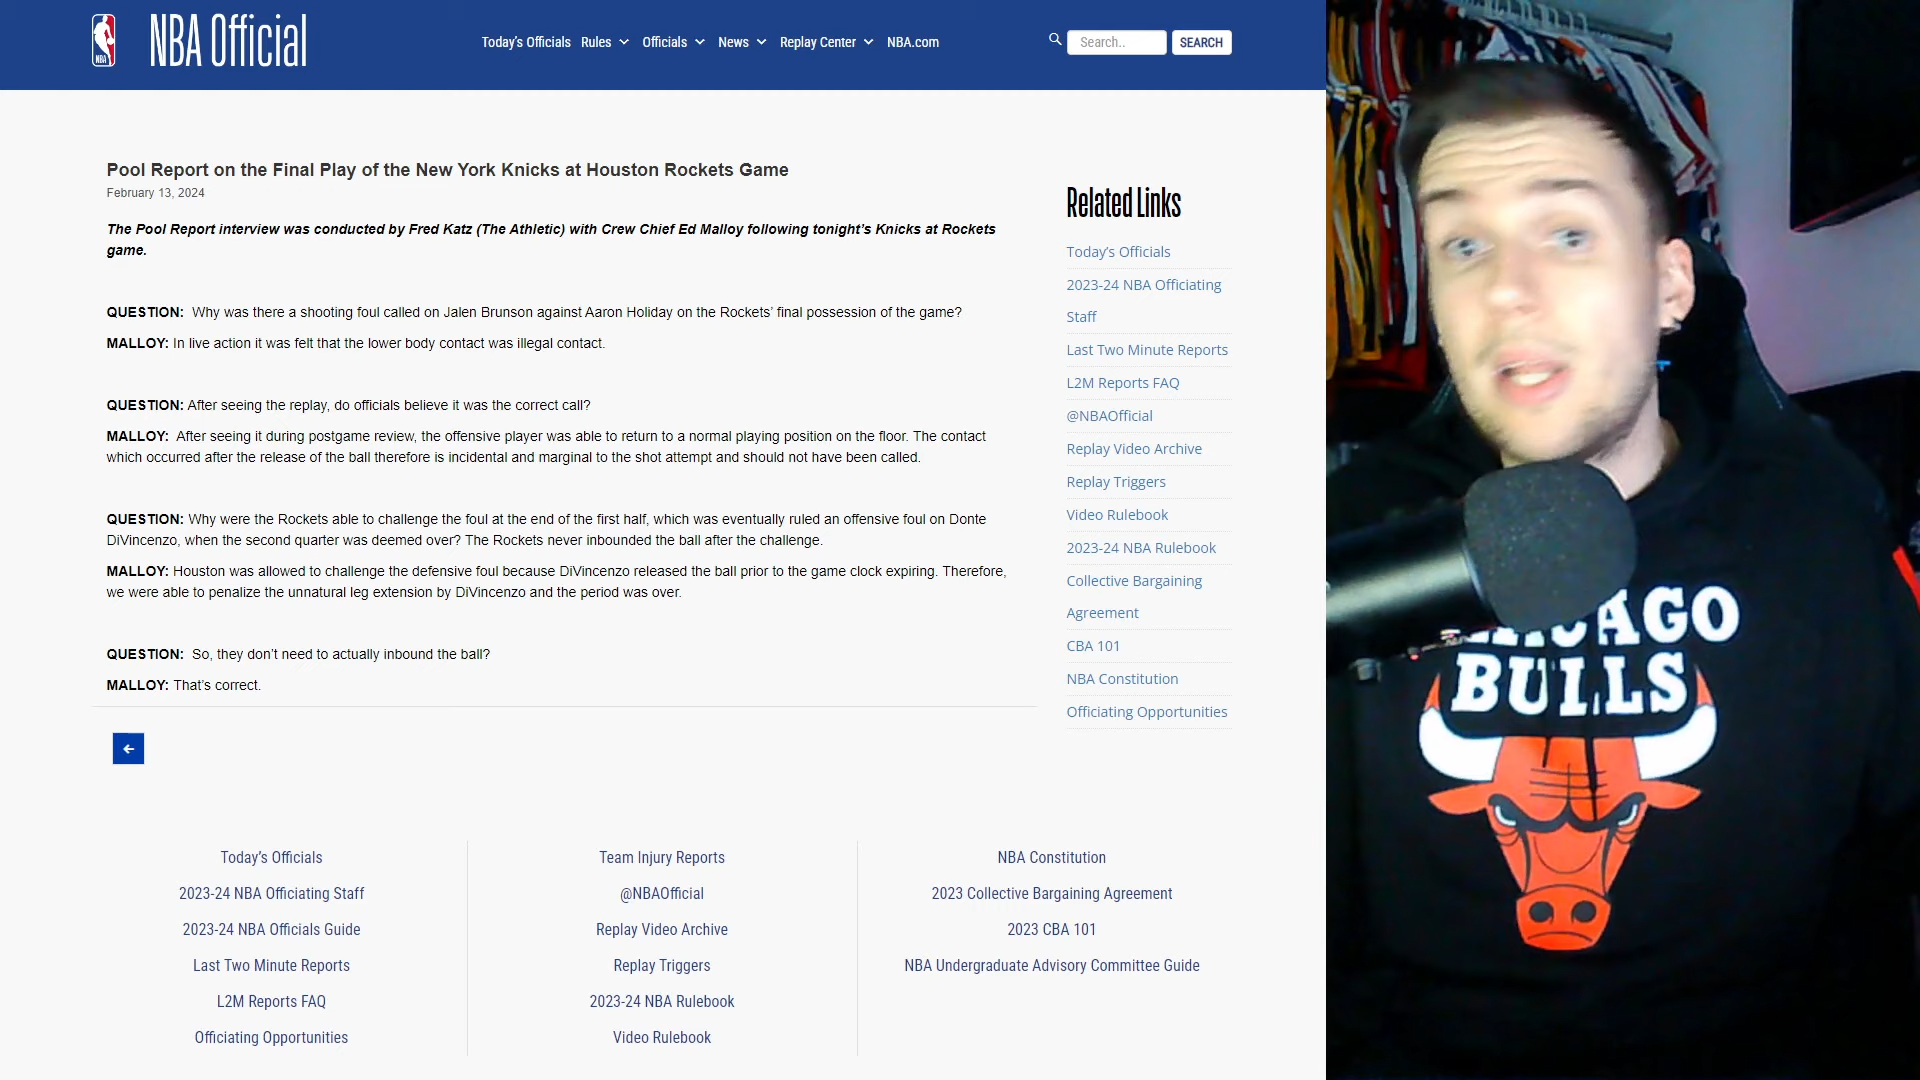 NBA Official
Today's Officials
Rules
Officials
News
Replay Center
NBA.com
Search..
SEARCH
NBA
Pool Report on the Final Play of the New York Knicks at Houston Rockets Game
February 13, 2024
The Pool Report interview was conducted by Fred Katz (The Athletic) with Crew Chief Ed Malloy following tonight's Knicks at Rockets
game.
QUESTION: Why was there a shooting foul called on Jalen Brunson against Aaron Holiday on the Rockets' final possession of the game?
MALLOY: In live action it was felt that the lower body contact was illegal contact.
QUESTION: After seeing the replay, do officials believe it was the correct call?
MALLOY: After seeing it during postgame review, the offensive player was able to return to a normal playing position on the floor. The contact
which occurred after the release of the ball therefore is incidental and marginal to the shot attempt and should not have been called.
QUESTION: Why were the Rockets able to challenge the foul at the end of the first half, which was eventually ruled an offensive foul on Donte
DiVincenzo, when the second quarter was deemed over? The Rockets never inbounded the ball after the challenge.
MALLOY: Houston was allowed to challenge the defensive foul because DiVincenzo released the ball prior to the game clock expiring. Therefore,
we were able to penalize the unnatural leg extension by DiVincenzo and the period was over.
QUESTION: So, they don't need to actually inbound the ball?
MALLOY: That's correct.
Related Links
Today's Officials
2023-24 NBA Officiating
Staff
Last Two Minute Reports
L2M Reports FAQ
@NBAOfficial
Replay Video Archive
Replay Triggers
Video Rulebook
2023-24 NBA Rulebook
Collective Bargaining
Agreement
CBA 101
NBA Constitution
Officiating Opportunities
Today's Officials
2023-24 NBA Officiating Staff
2023-24 NBA Officials Guide
Last Two Minute Reports
L2M Reports FAQ
Officiating Opportunities
Team Injury Reports
@NBAOfficial
Replay Video Archive
Replay Triggers
2023-24 NBA Rulebook
Video Rulebook
NBA Constitution
2023 Collective Bargaining Agreement
2023 CBA 101
NBA Undergraduate Advisory Committee Guide
CHICAGO
BULLS